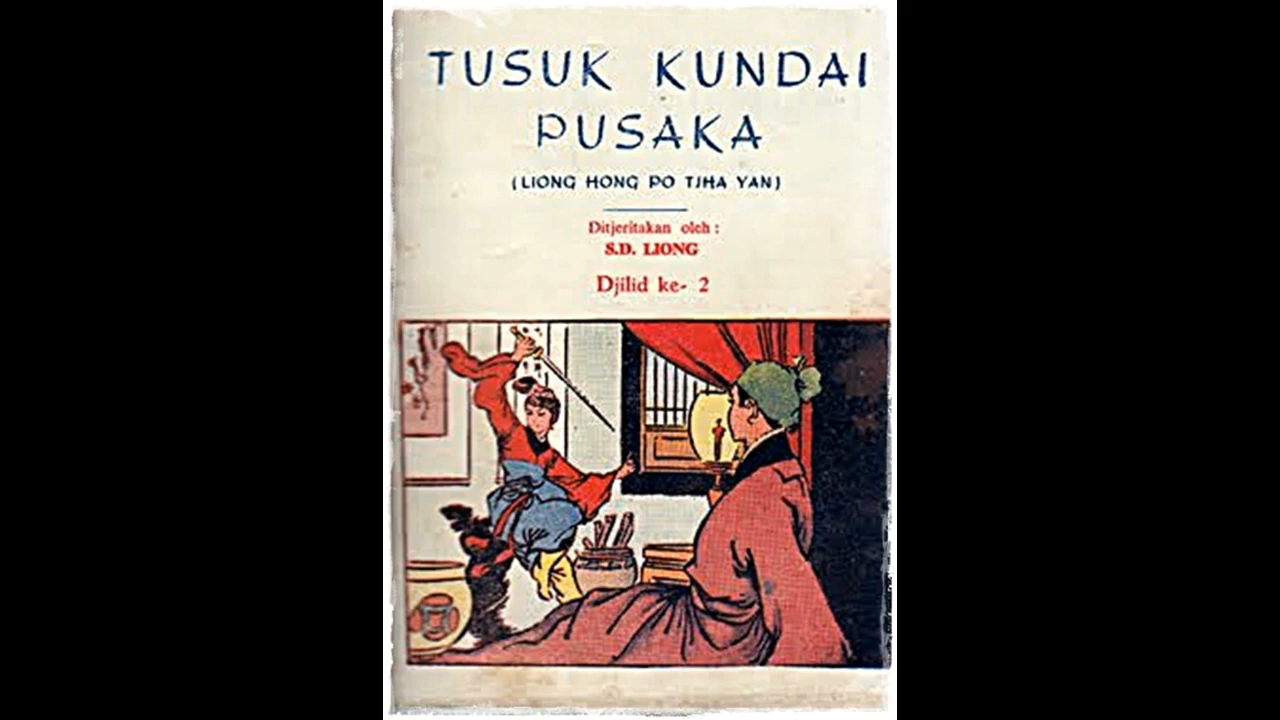 TUSUK KUNDAI
PUSAKA
(LIONG HONG PO TJHA YAN)
Ditjeritakan oleh :
S.D. LIONG
Djilid ke- 2